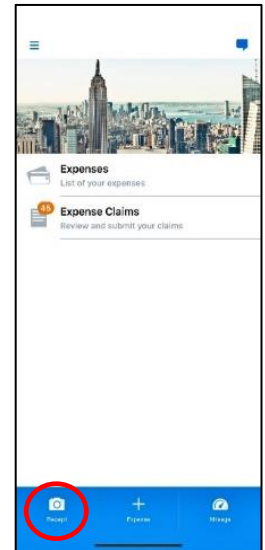 Expenses
List of your expenses
45
Expense Claims
Review and submit your claims
Receipt
Expense
Mileage